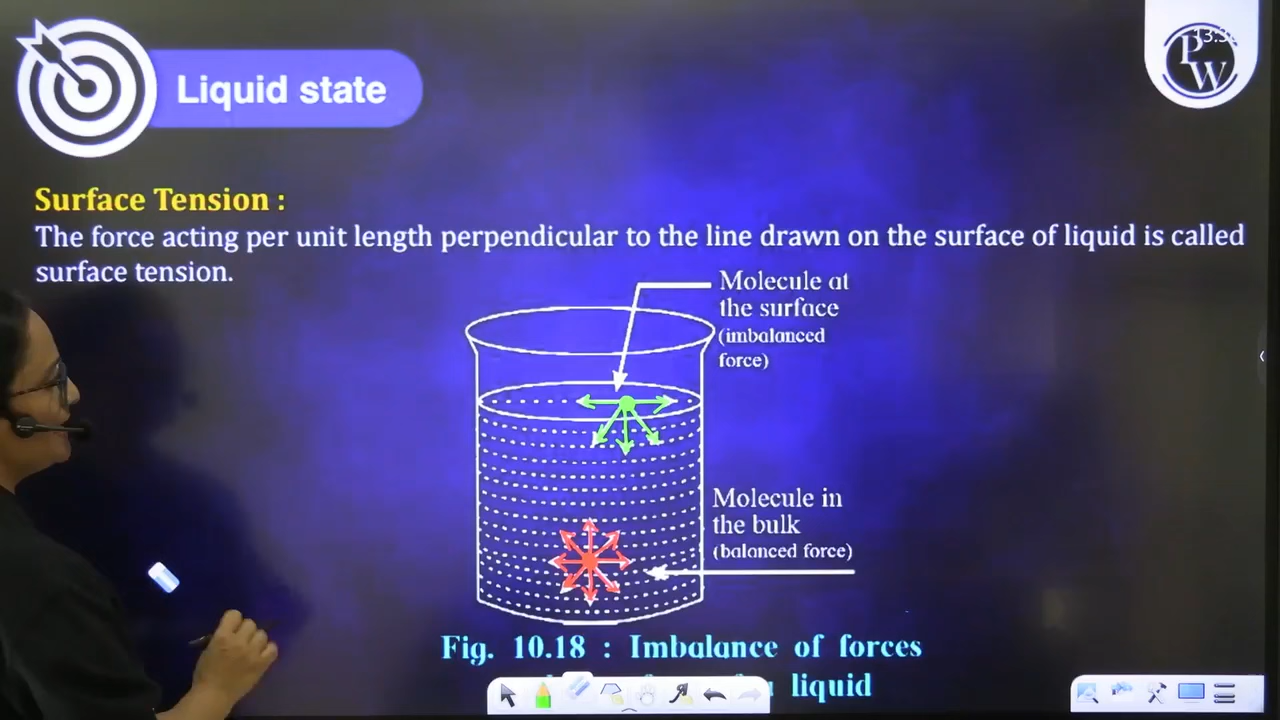 Liquid state
PW
Surface Tension :
The force acting per unit length perpendicular to the line drawn on the surface of liquid is called
surface tension.
Molecule at
the surface
(imbalanced
force)
Molecule in
the bulk
(balanced force)
Fig. 10.18 : Imbalance of forces
liquid